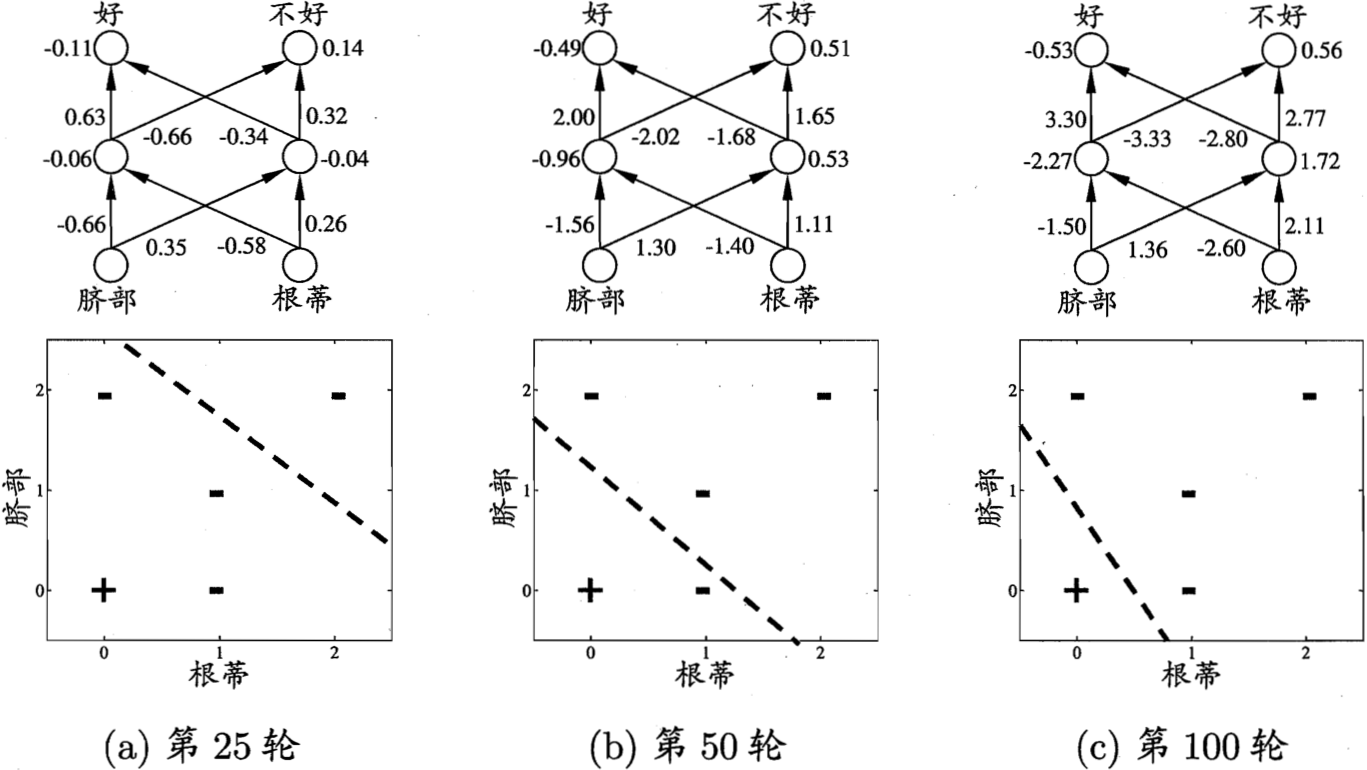 好 不好
-0.11 0.14
0.63 -0.66 -0.34 0.32
-0.06 -0.04
-0.66 0.35 -0.58 0.26
脐部 根蒂
好 不好
-0.49 0.51
2.00 -2.02 -1.68 1.65
-0.96 0.53
-1.56 1.30 -1.40 1.11
脐部 根蒂
好 不好
-0.53 0.56
3.30 -3.33 -2.80 2.77
-2.27 1.72
-1.50 1.36 -2.60 2.11
脐部 根蒂
2
1
0
脐部
0 1 2
根蒂
2
1
0
脐部
0 1 2
根蒂
2
1
0
脐部
0 1 2
根蒂
(a) 第 25 轮
(b) 第 50 轮
(c) 第 100 轮